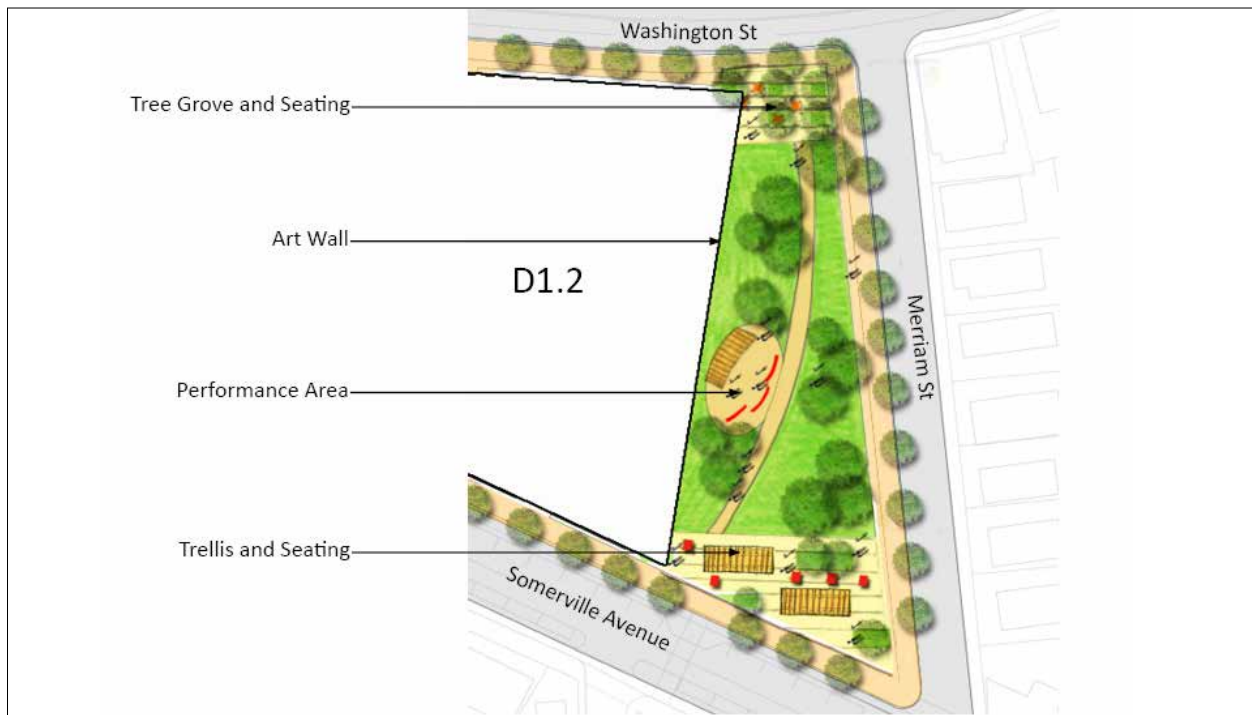 Washington St
Tree Grove and Seating
Art Wall
D1.2
Merriam St
Performance Area
Trellis and Seating
Somerville Avenue